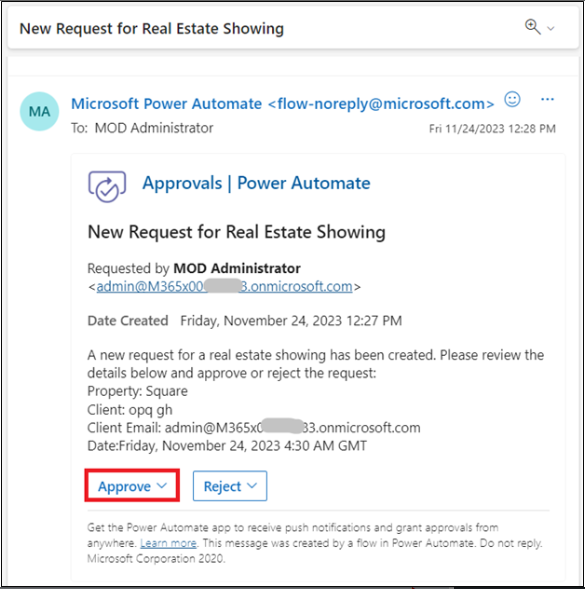 New Request for Real Estate Showing
MA
Microsoft Power Automate <flow-noreply@microsoft.com>
To: MOD Administrator
Fri 11/24/2023 12:28 PM
Approvals | Power Automate
New Request for Real Estate Showing
Requested by MOD Administrator
<admin@M365x00 3.onmicrosoft.com>
Date Created Friday, November 24, 2023 12:27 PM
A new request for a real estate showing has been created. Please review the
details below and approve or reject the request:
Property: Square
Client: opq gh
Client Email: admin@M365x0 33.onmicrosoft.com
Date:Friday, November 24, 2023 4:30 AM GMT
Approve
Reject
Get the Power Automate app to receive push notifications and grant approvals from
anywhere. Learn more. This message was created by a flow in Power Automate. Do not reply.
Microsoft Corporation 2020.